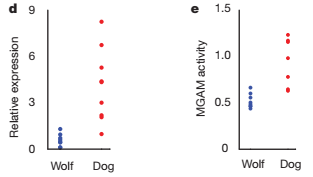 d
Relative expression
9
6
3
0
Wolf Dog
e
MGAM activity
1.5
1.0
0.5
0
Wolf Dog